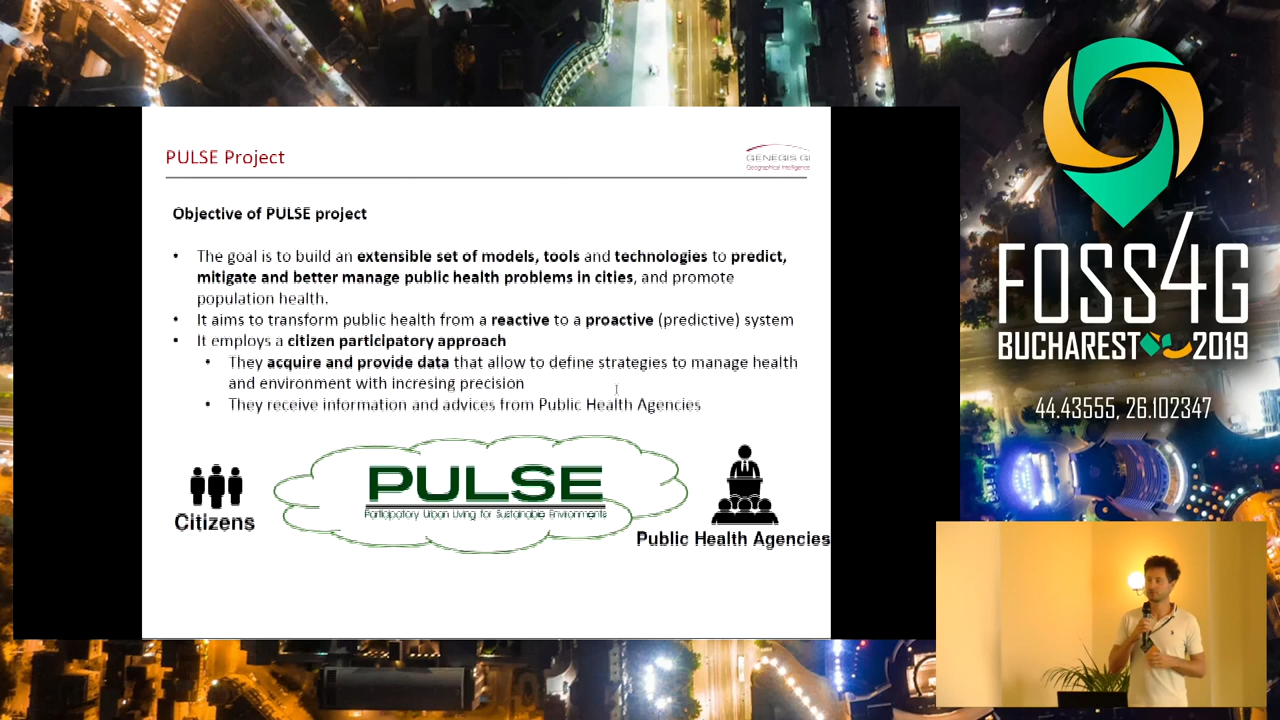 PULSE Project
GENEGIS GI
Geographical Intelligence
Objective of PULSE project
• The goal is to build an extensible set of models, tools and technologies to predict,
mitigate and better manage public health problems in cities, and promote
population health.
• It aims to transform public health from a reactive to a proactive (predictive) system
• It employs a citizen participatory approach
• They acquire and provide data that allow to define strategies to manage health
and environment with incresing precision
• They receive information and advices from Public Health Agencies
PULSE
Participatory Urban Living for Sustainable Environments
Citizens
Public Health Agencies
FOSS4G
BUCHAREST 2019
44.43555, 26.102347